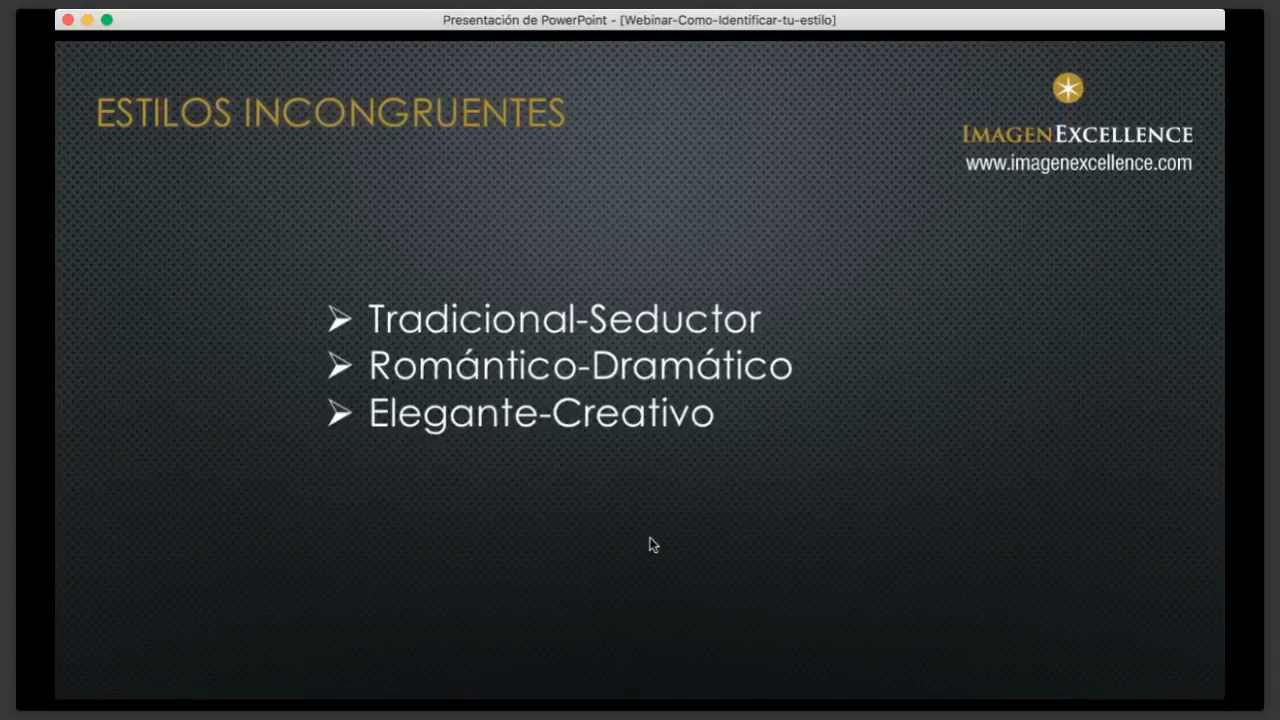 Presentación de PowerPoint - [Webinar-Como-Identificar-tu-estilo]
ESTILOS INCONGRUENTES
IMAGENEXCELLENCE
www.imagenexcellence.com
Tradicional-Seductor
Romántico-Dramático
Elegante-Creativo